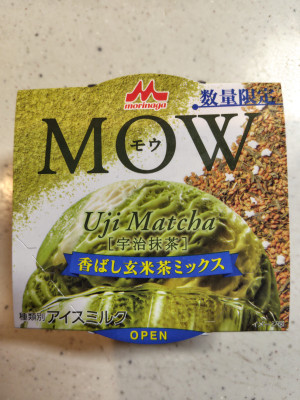 morinaga
数量限定
MOW
モウ
Uji Matcha
[宇治抹茶]
香ばし玄米茶ミックス
種類別 アイスミルク
OPEN